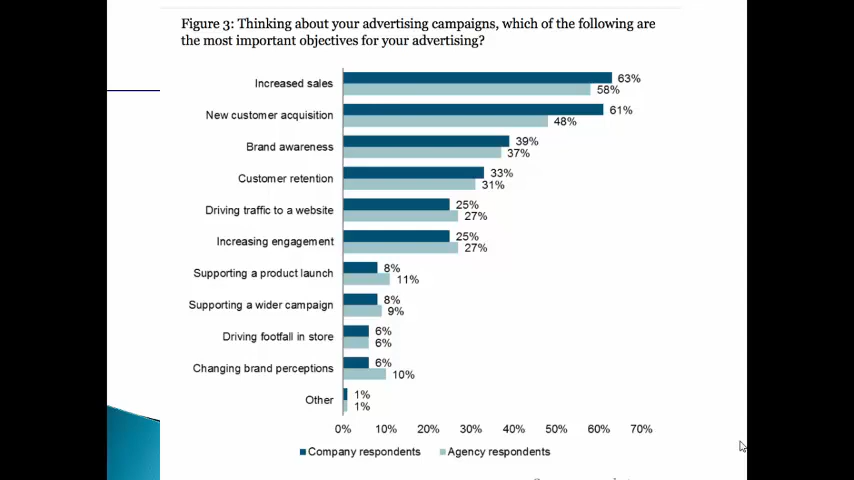 Figure 3: Thinking about your advertising campaigns, which of the following are
the most important objectives for your advertising?
Increased sales
63%
58%
New customer acquisition
61%
48%
Brand awareness
39%
37%
Customer retention
33%
31%
Driving traffic to a website
25%
27%
Increasing engagement
25%
27%
Supporting a product launch
8%
11%
Supporting a wider campaign
8%
9%
Driving footfall in store
6%
6%
Changing brand perceptions
6%
10%
Other
1%
1%
0% 10% 20% 30% 40% 50% 60% 70%
Company respondents Agency respondents